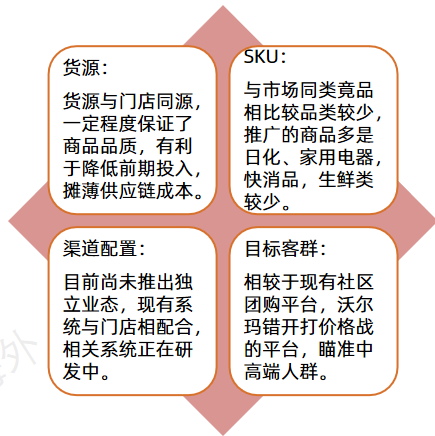 货源：
货源与门店同源，
一定程度保证了
商品品质，有利
于降低前期投入，
摊薄供应链成本。
SKU：
与市场同类竟品
相比较品类较少，
推广的商品多是
日化、家用电器，
快消品，生鲜类
较少。
渠道配置：
目前尚未推出独
立业态，现有系
统与门店相配合，
相关系统正在研
发中。
目标客群：
相较于现有社区
团购平台，沃尔
玛错开打价格战
的平台，瞄准中
高端人群。